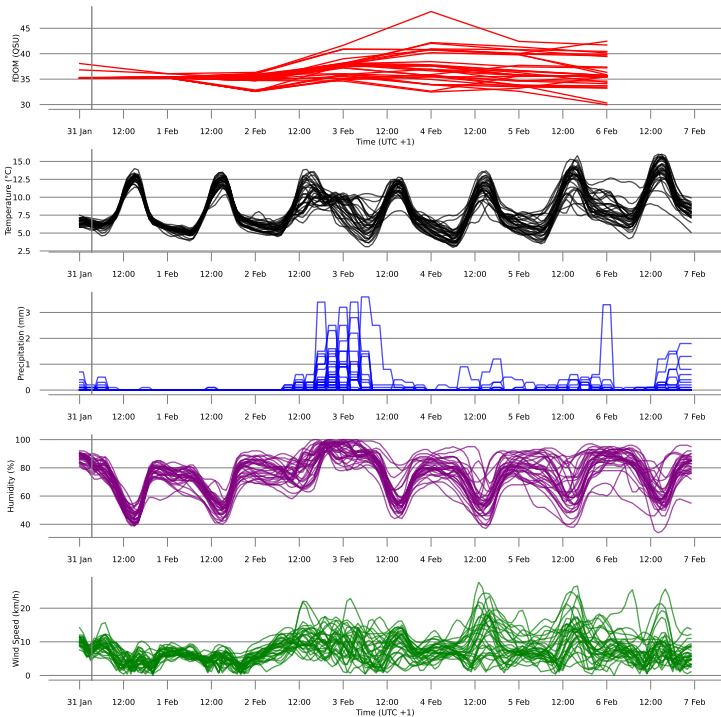 fDOM (QSU)
45
40
35
30
31 Jan 12:00 1 Feb 12:00 2 Feb 12:00 3 Feb 12:00 4 Feb 12:00 5 Feb 12:00 6 Feb 12:00 7 Feb
Time (UTC +1)
Temperature (°C)
15.0
12.5
10.0
7.5
5.0
2.5
31 Jan 12:00 1 Feb 12:00 2 Feb 12:00 3 Feb 12:00 4 Feb 12:00 5 Feb 12:00 6 Feb 12:00 7 Feb
Precipitation (mm)
3
2
1
0
31 Jan 12:00 1 Feb 12:00 2 Feb 12:00 3 Feb 12:00 4 Feb 12:00 5 Feb 12:00 6 Feb 12:00 7 Feb
Humidity (%)
100
80
60
40
31 Jan 12:00 1 Feb 12:00 2 Feb 12:00 3 Feb 12:00 4 Feb 12:00 5 Feb 12:00 6 Feb 12:00 7 Feb
Wind Speed (km/h)
20
10
0
31 Jan 12:00 1 Feb 12:00 2 Feb 12:00 3 Feb 12:00 4 Feb 12:00 5 Feb 12:00 6 Feb 12:00 7 Feb
Time (UTC +1)